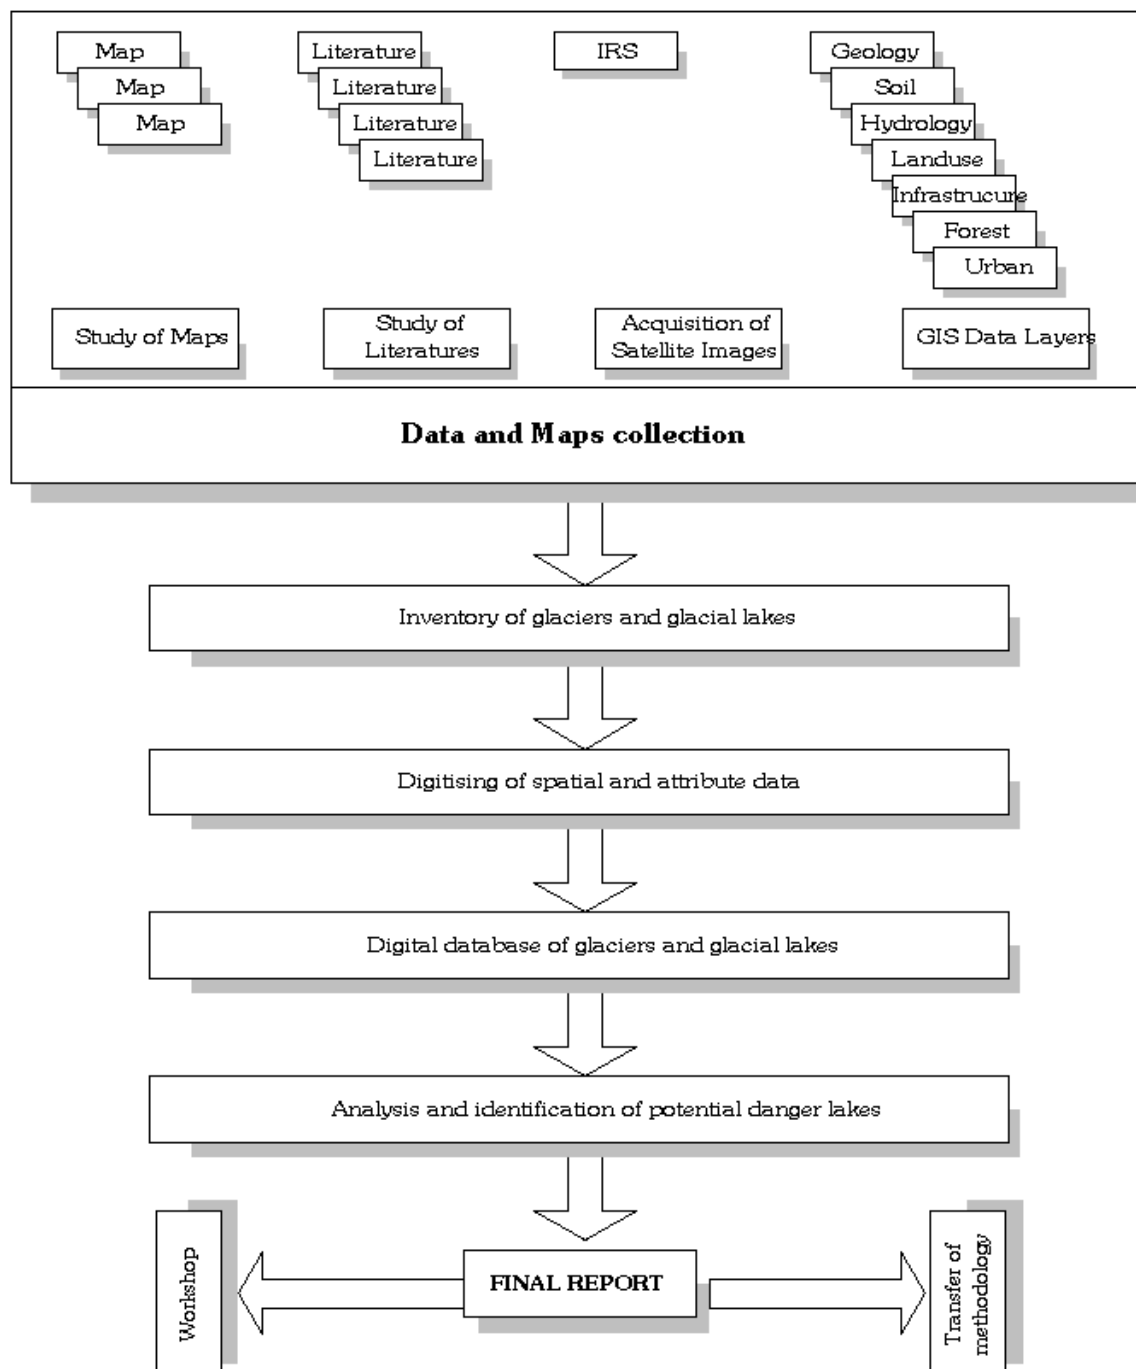 Map
Map
Map
Literature
Literature
Literature
Literature
IRS
Geology
Soil
Hydrology
Landuse
Infrastrucure
Forest
Urban
Study of Maps
Study of
Literatures
Acquisition of
Satellite Images
GIS Data Layers
Data and Maps collection
Inventory of glaciers and glacial lakes
Digitising of spatial and attribute data
Digital database of glaciers and glacial lakes
Analysis and identification of potential danger lakes
Workshop
FINAL REPORT
Transfer of
methodology